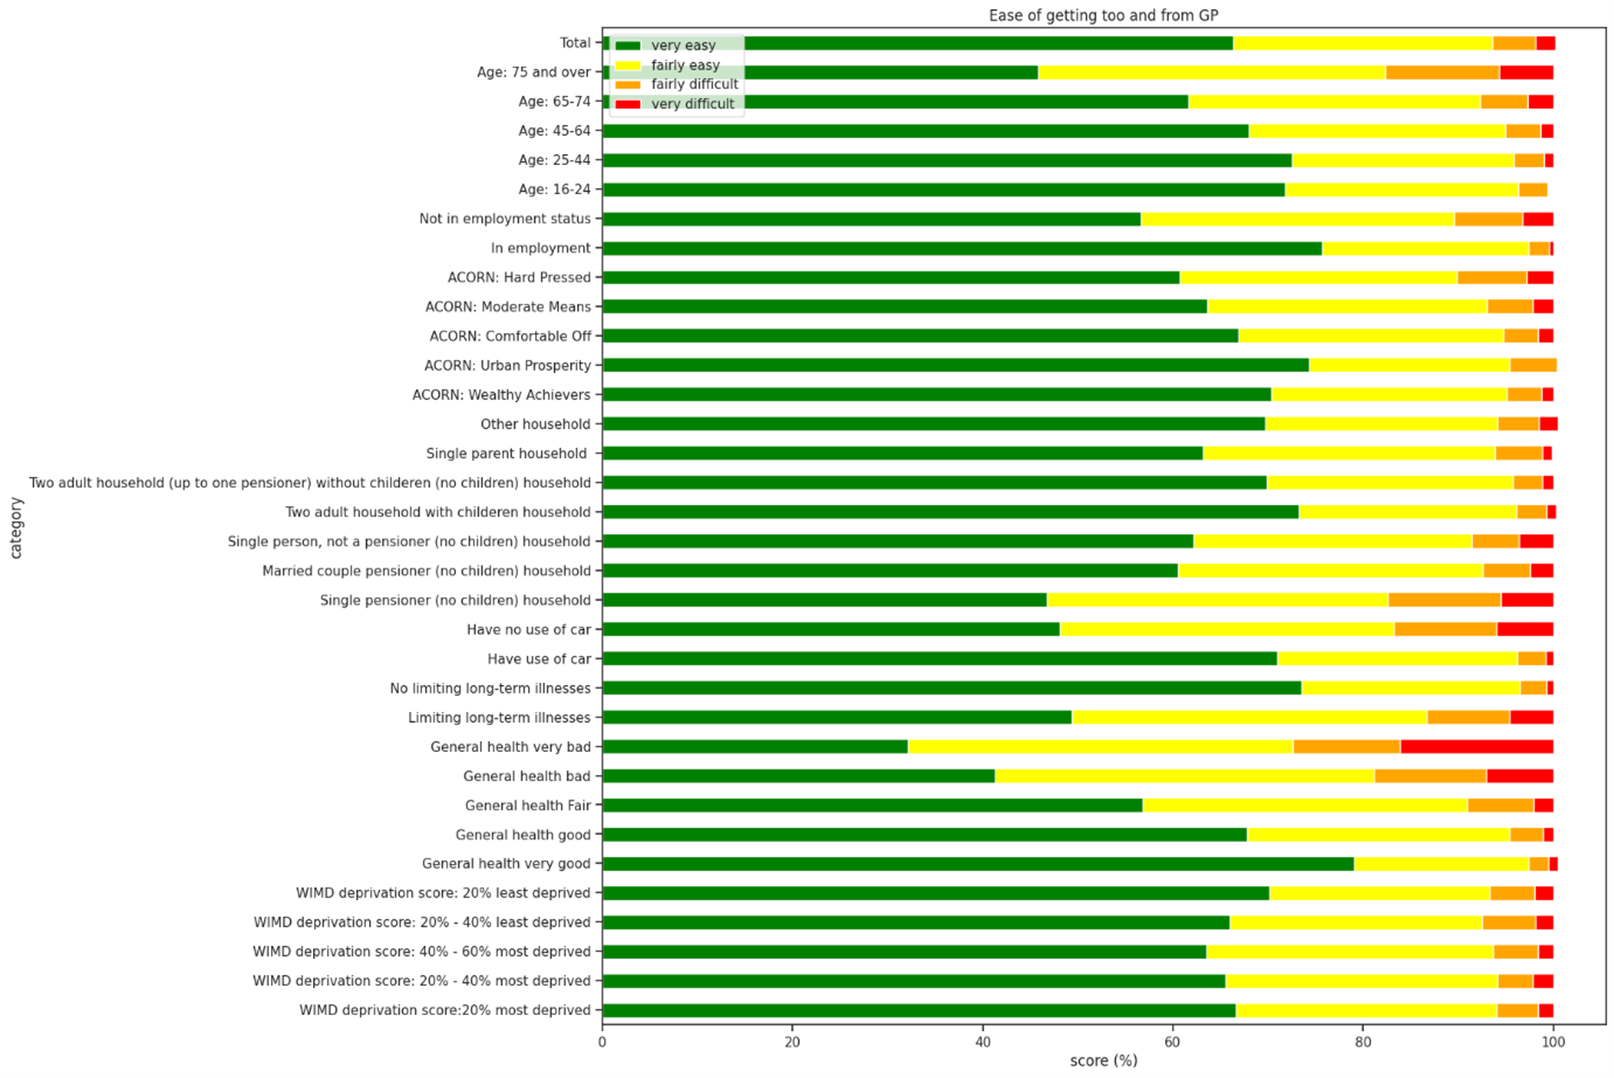 Ease of getting too and from GP
very easy
fairly easy
fairly difficult
very difficult
category
Total
Age: 75 and over
Age: 65-74
Age: 45-64
Age: 25-44
Age: 16-24
Not in employment status
In employment
ACORN: Hard Pressed
ACORN: Moderate Means
ACORN: Comfortable Off
ACORN: Urban Prosperity
ACORN: Wealthy Achievers
Other household
Single parent household
Two adult household (up to one pensioner) without childeren (no children) household
Two adult household with childeren household
Single person, not a pensioner (no children) household
Married couple pensioner (no children) household
Single pensioner (no children) household
Have no use of car
Have use of car
No limiting long-term illnesses
Limiting long-term illnesses
General health very bad
General health bad
General health Fair
General health good
General health very good
WIMD deprivation score: 20% least deprived
WIMD deprivation score: 20% - 40% least deprived
WIMD deprivation score: 40% - 60% most deprived
WIMD deprivation score: 20% - 40% most deprived
WIMD deprivation score:20% most deprived
0 20 40 60 80 100
score (%)